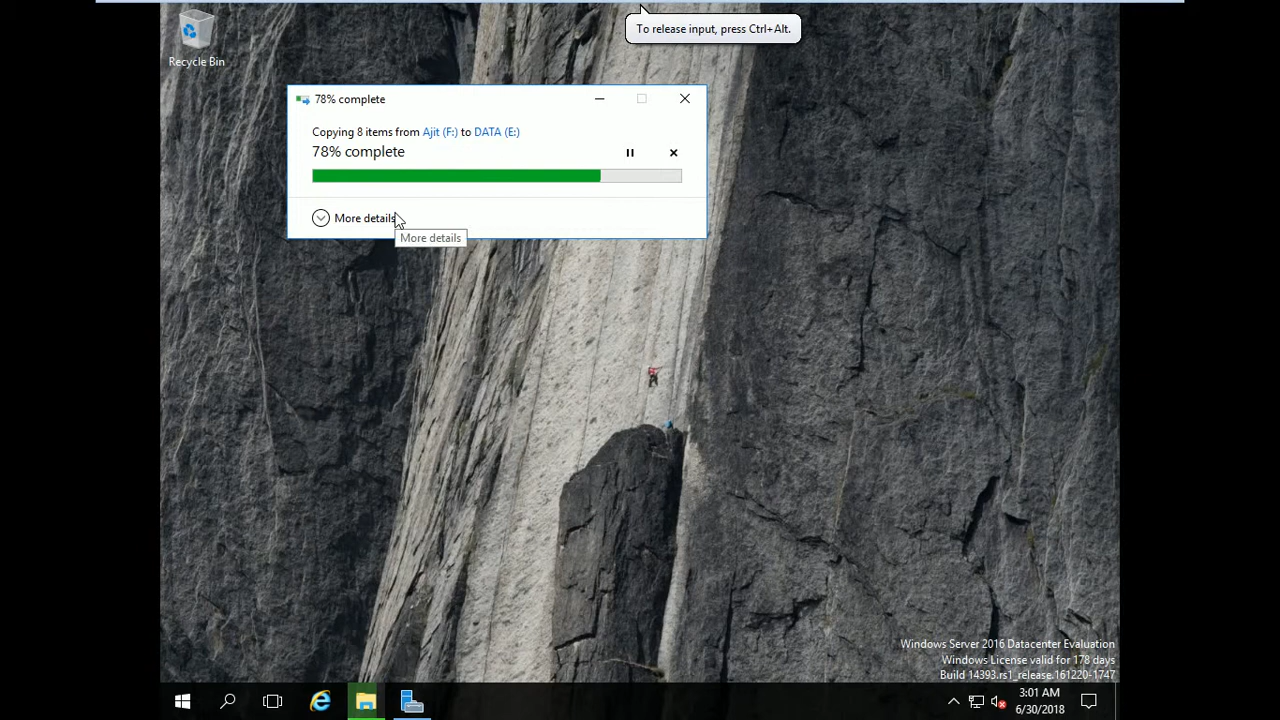 To release input, press Ctrl+Alt.
Recycle Bin
78% complete
Copying 8 items from Ajit (F:) to DATA (E:)
78% complete
More details
More details
Windows Server 2016 Datacenter Evaluation
Windows License valid for 178 days
Build 14393.rs1_release.161220-1747
3:01 AM
6/30/2018